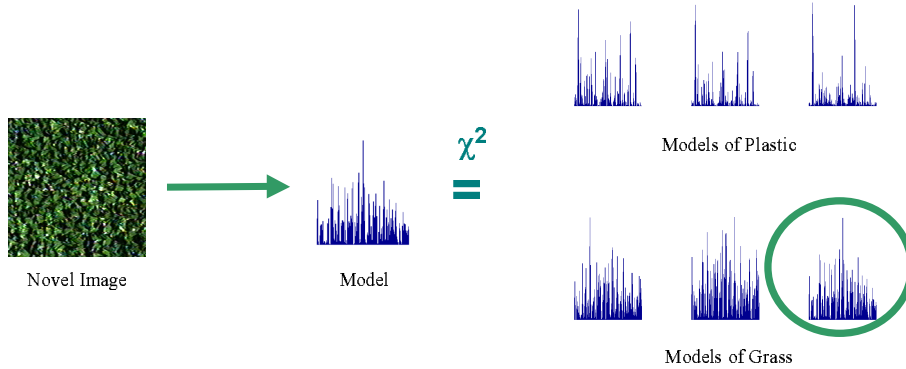 χ²
=
Models of Plastic
Novel Image
Model
Models of Grass